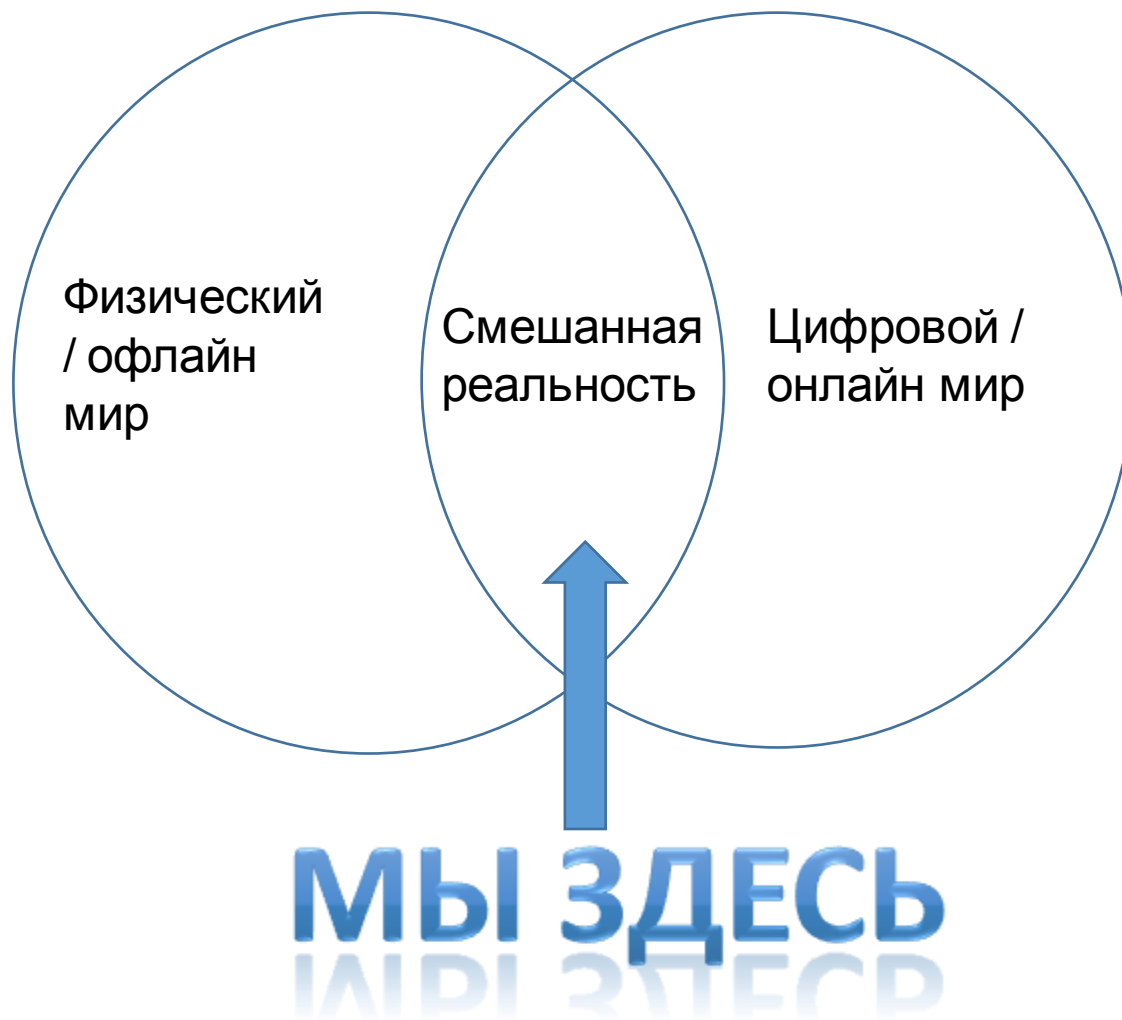 Физический
/ офлайн
мир
Смешанная
реальность
Цифровой /
онлайн мир
МЫ ЗДЕСЬ